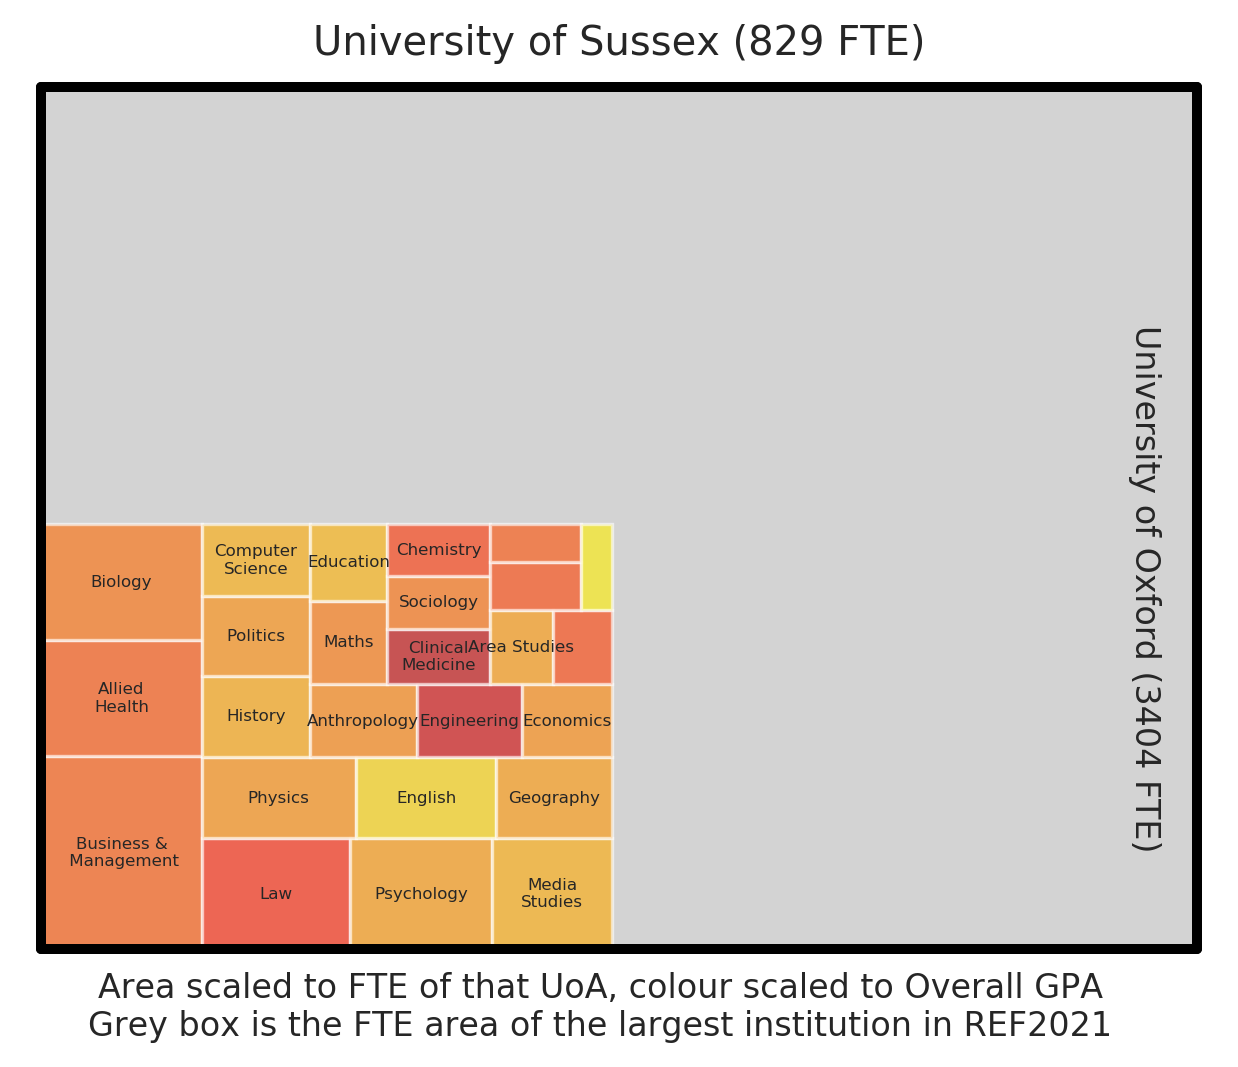 University of Sussex (829 FTE)
Biology
Computer
Science
Education
Chemistry
Sociology
Politics
Maths
Clinical
Medicine
Area Studies
Allied
Health
History
Anthropology
Engineering
Economics
Physics
English
Geography
Business &
Management
Law
Psychology
Media
Studies
University of Oxford (3404 FTE)
Area scaled to FTE of that UoA, colour scaled to Overall GPA
Grey box is the FTE area of the largest institution in REF2021